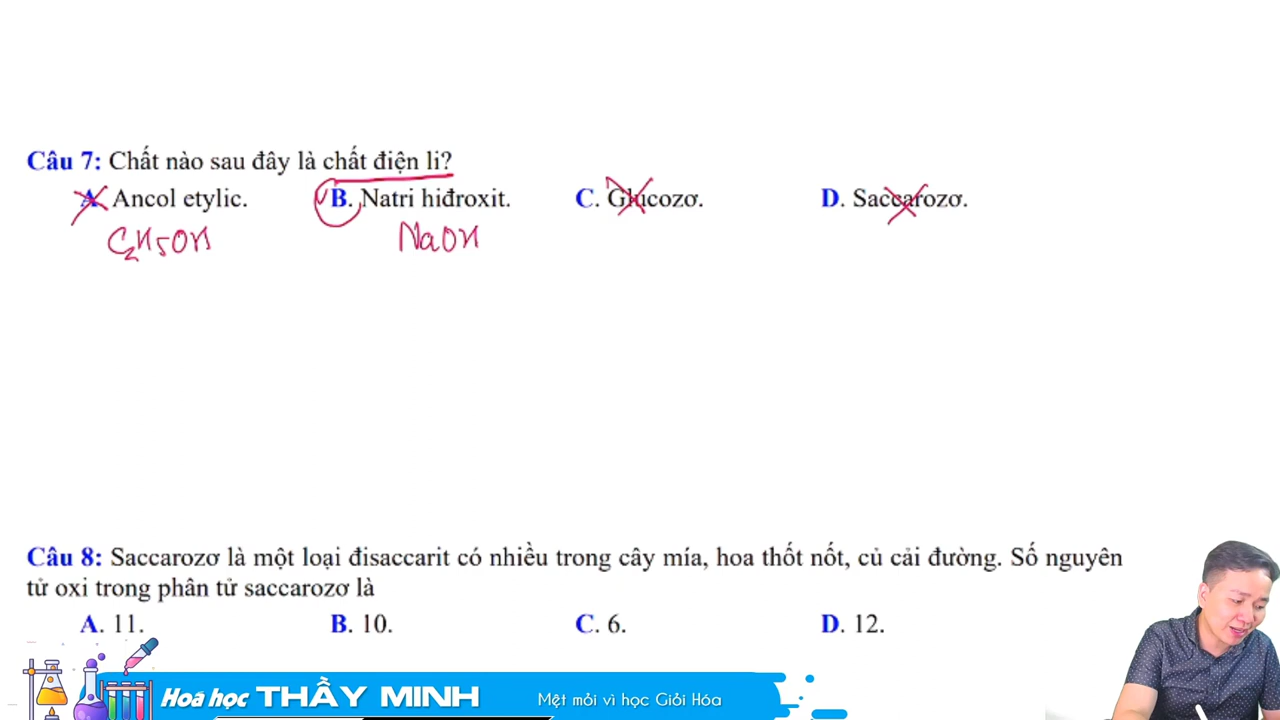 Câu 7: Chất nào sau đây là chất điện li?
A. Ancol etylic. B. Natri hiđroxit. C. Glucozơ. D. Saccarozơ.
C2H5OH NaOH
Câu 8: Saccarozơ là một loại đisaccarit có nhiều trong cây mía, hoa thốt nốt, củ cải đường. Số nguyên
tử oxi trong phân tử saccarozơ là
A. 11. B. 10. C. 6. D. 12.
Hoá học THẦY MINH Mệt mỏi vì học Giỏi Hóa